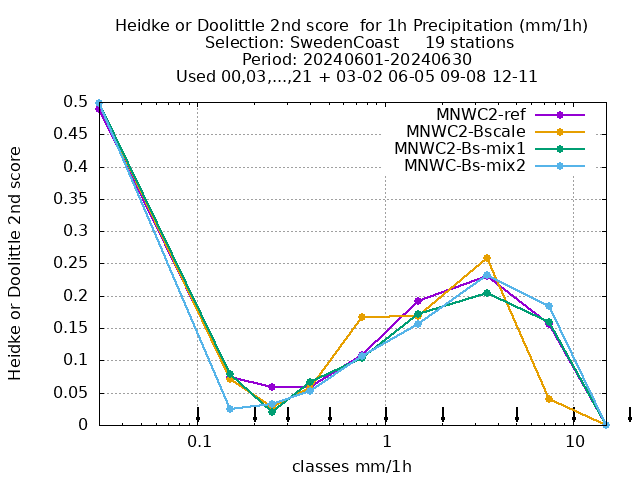 Heidke or Doolittle 2nd score  for 1h Precipitation (mm/1h)
Selection: SwedenCoast     19 stations
Period: 20240601-20240630
Used 00,03,...,21 + 03-02 06-05 09-08 12-11
MNWC2-ref
MNWC2-Bscale
MNWC2-Bs-mix1
MNWC-Bs-mix2
Heidke or Doolittle 2nd score
0.5
0.45
0.4
0.35
0.3
0.25
0.2
0.15
0.1
0.05
0
0.1 1 10
classes mm/1h